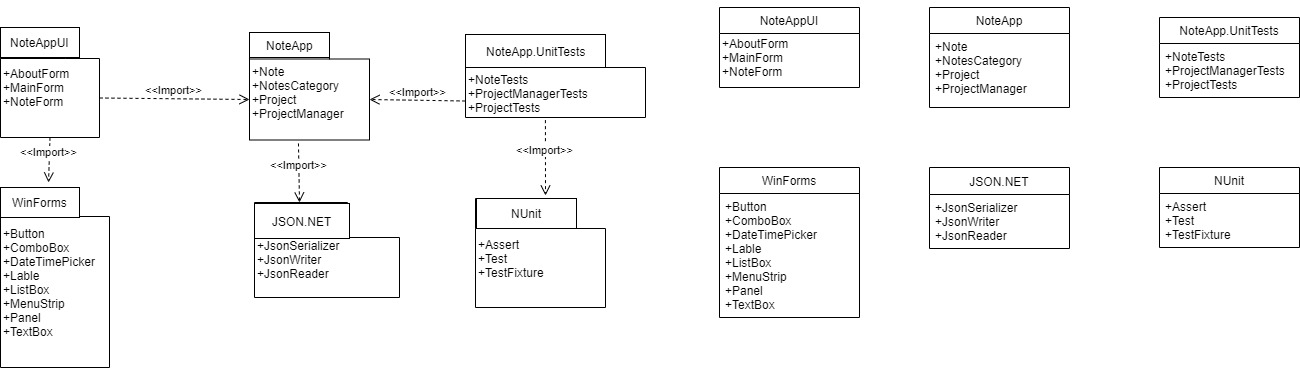 NoteAppUI
+AboutForm
+MainForm
+NoteForm
<<Import>>
NoteApp
+Note
+NotesCategory
+Project
+ProjectManager
<<Import>>
NoteApp.UnitTests
+NoteTests
+ProjectManagerTests
+ProjectTests
<<Import>>
<<Import>>
<<Import>>
WinForms
+Button
+ComboBox
+DateTimePicker
+Lable
+ListBox
+MenuStrip
+Panel
+TextBox
JSON.NET
+JsonSerializer
+JsonWriter
+JsonReader
NUnit
+Assert
+Test
+TestFixture
NoteAppUI
+AboutForm
+MainForm
+NoteForm
NoteApp
+Note
+NotesCategory
+Project
+ProjectManager
NoteApp.UnitTests
+NoteTests
+ProjectManagerTests
+ProjectTests
WinForms
+Button
+ComboBox
+DateTimePicker
+Lable
+ListBox
+MenuStrip
+Panel
+TextBox
JSON.NET
+JsonSerializer
+JsonWriter
+JsonReader
NUnit
+Assert
+Test
+TestFixture